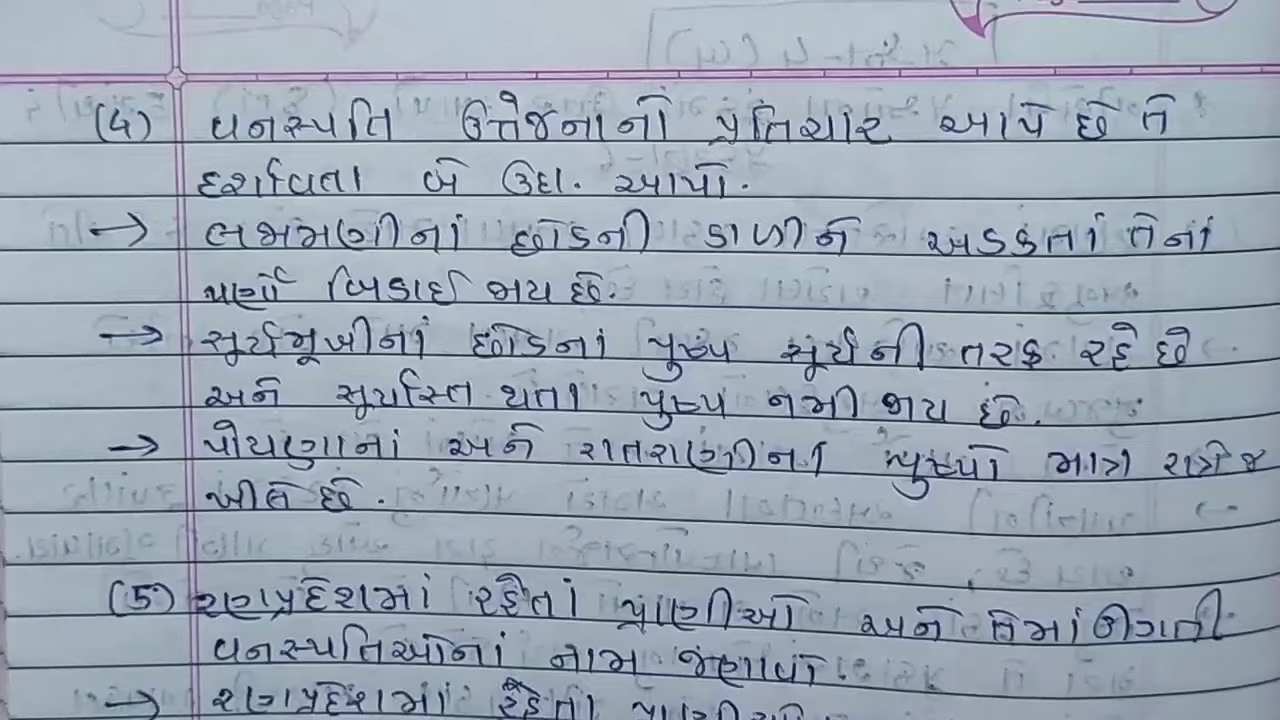 (4) વનસ્પતિ ઉત્તેજનાનો પ્રતિચાર આપે છે તે
દર્શાવતા બે ઉદા. આપો.
→ લજામણીનાં છોડની ડાળીને અડકતાં તેનાં
પર્ણો બિડાઈ જાય છે.
→ સૂર્યમૂખીનાં છોડનાં પુષ્પ સૂર્યની તરફ રહે છે
અને સૂર્યાસ્ત થતા પુષ્પ નમી જાય છે.
→ પોયણાનાં અને રાતરાણીનાં પુષ્પો માત્ર રાત્રે જ
ખીલે છે.
(5) રણપ્રદેશમાં રહેતાં પ્રાણીઓ અને તેમાં ઊગતી
વનસ્પતિઓનાં નામ જણાવો
→ રણપ્રદેશમાં રહેતા પ્રાણીઓ